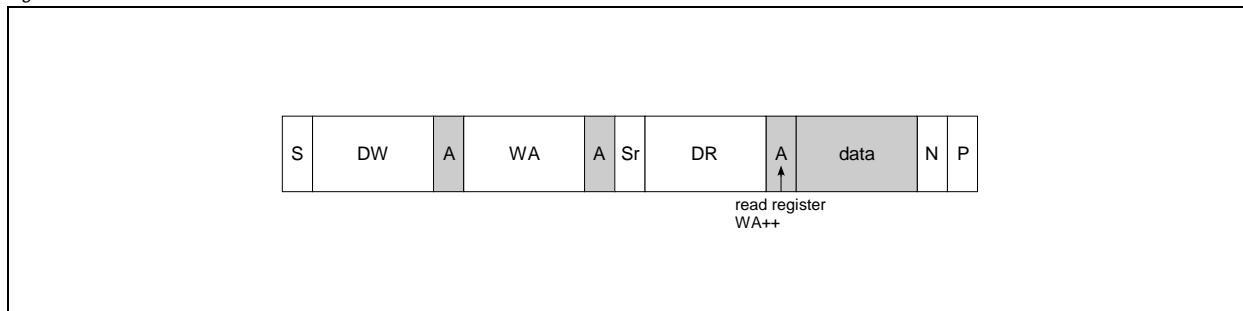 S DW A WA A Sr DR A data N P
read register
WA++